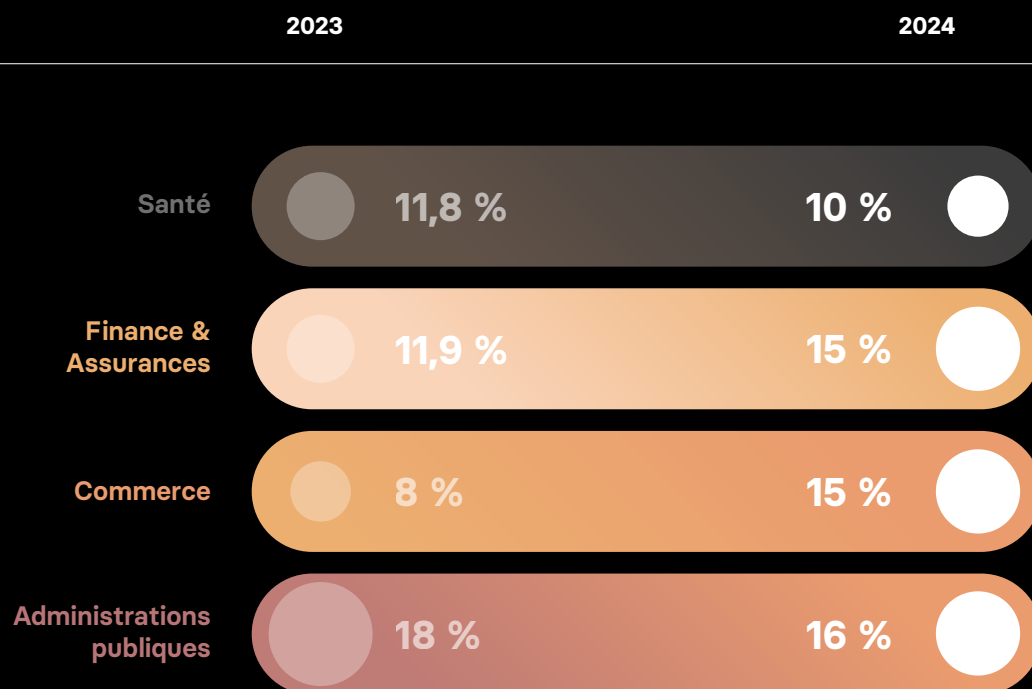 2023 2024
Santé 11,8 % 10 %
Finance &
Assurances 11,9 % 15 %
Commerce 8 % 15 %
Administrations
publiques 18 % 16 %